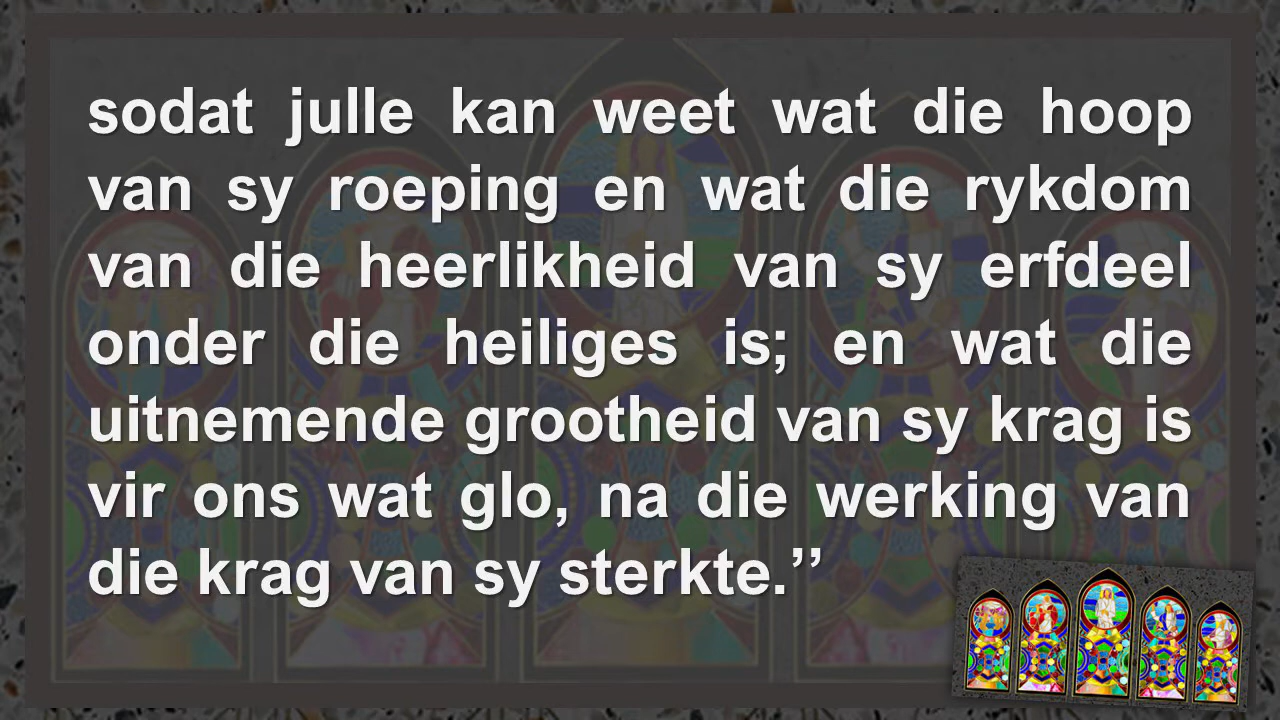 sodat julle kan weet wat die hoop
van sy roeping en wat die rykdom
van die heerlikheid van sy erfdeel
onder die heiliges is; en wat die
uitnemende grootheid van sy krag is
vir ons wat glo, na die werking van
die krag van sy sterkte.’’